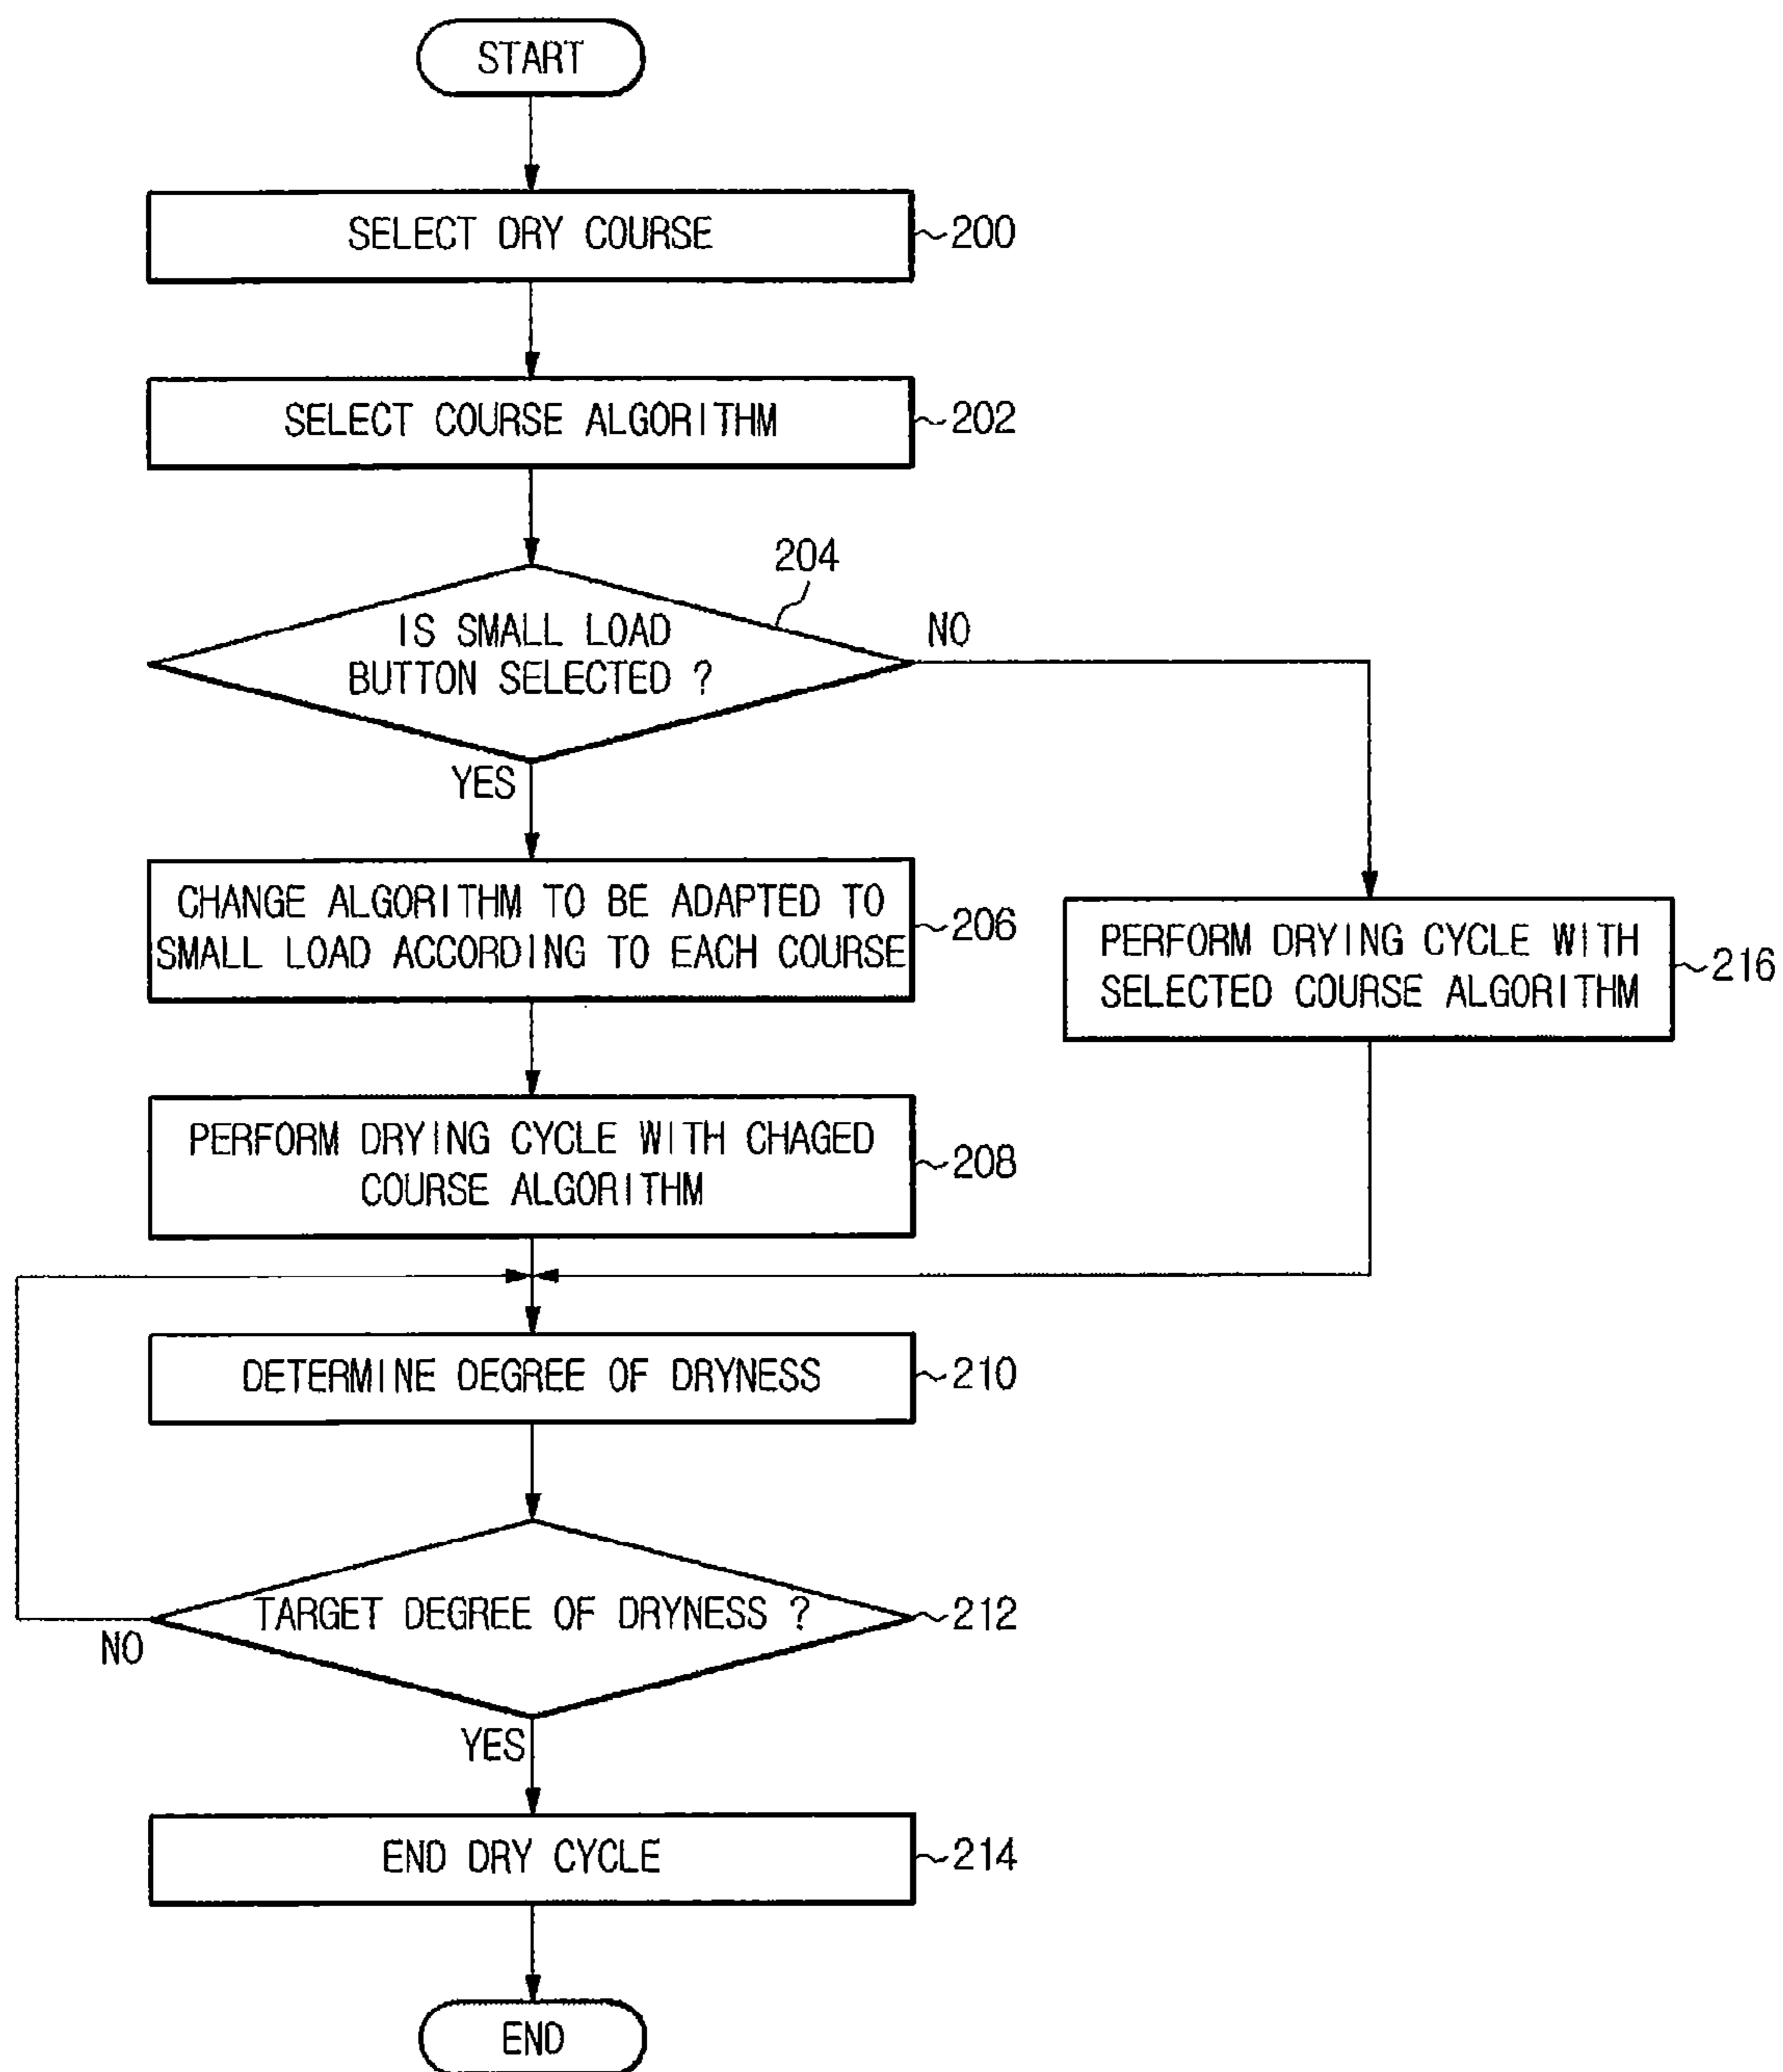 START
SELECT DRY COURSE
200
SELECT COURSE ALGORITHM
202
204
IS SMALL LOAD
BUTTON SELECTED ?
NO
YES
CHANGE ALGORITHM TO BE ADAPTED TO
SMALL LOAD ACCORDING TO EACH COURSE
206
PERFORM DRYING CYCLE WITH
SELECTED COURSE ALGORITHM
216
PERFORM DRYING CYCLE WITH CHAGED
COURSE ALGORITHM
208
DETERMINE DEGREE OF DRYNESS
210
TARGET DEGREE OF DRYNESS ?
212
NO
YES
END DRY CYCLE
214
END